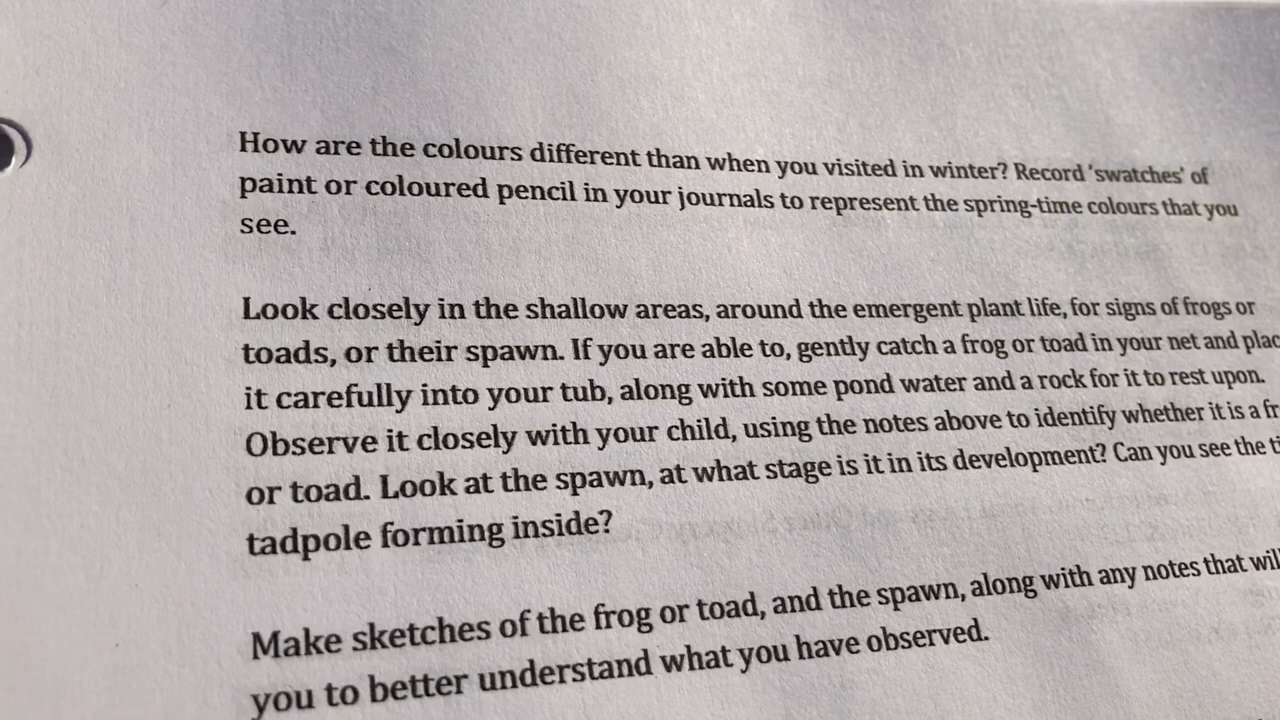 How are the colours different than when you visited in winter? Record 'swatches' of
paint or coloured pencil in your journals to represent the spring-time colours that you
see.
Look closely in the shallow areas, around the emergent plant life, for signs of frogs or
toads, or their spawn. If you are able to, gently catch a frog or toad in your net and plac
it carefully into your tub, along with some pond water and a rock for it to rest upon.
Observe it closely with your child, using the notes above to identify whether it is a fr
or toad. Look at the spawn, at what stage is it in its development? Can you see the ti
tadpole forming inside?
Make sketches of the frog or toad, and the spawn, along with any notes that will
you to better understand what you have observed.